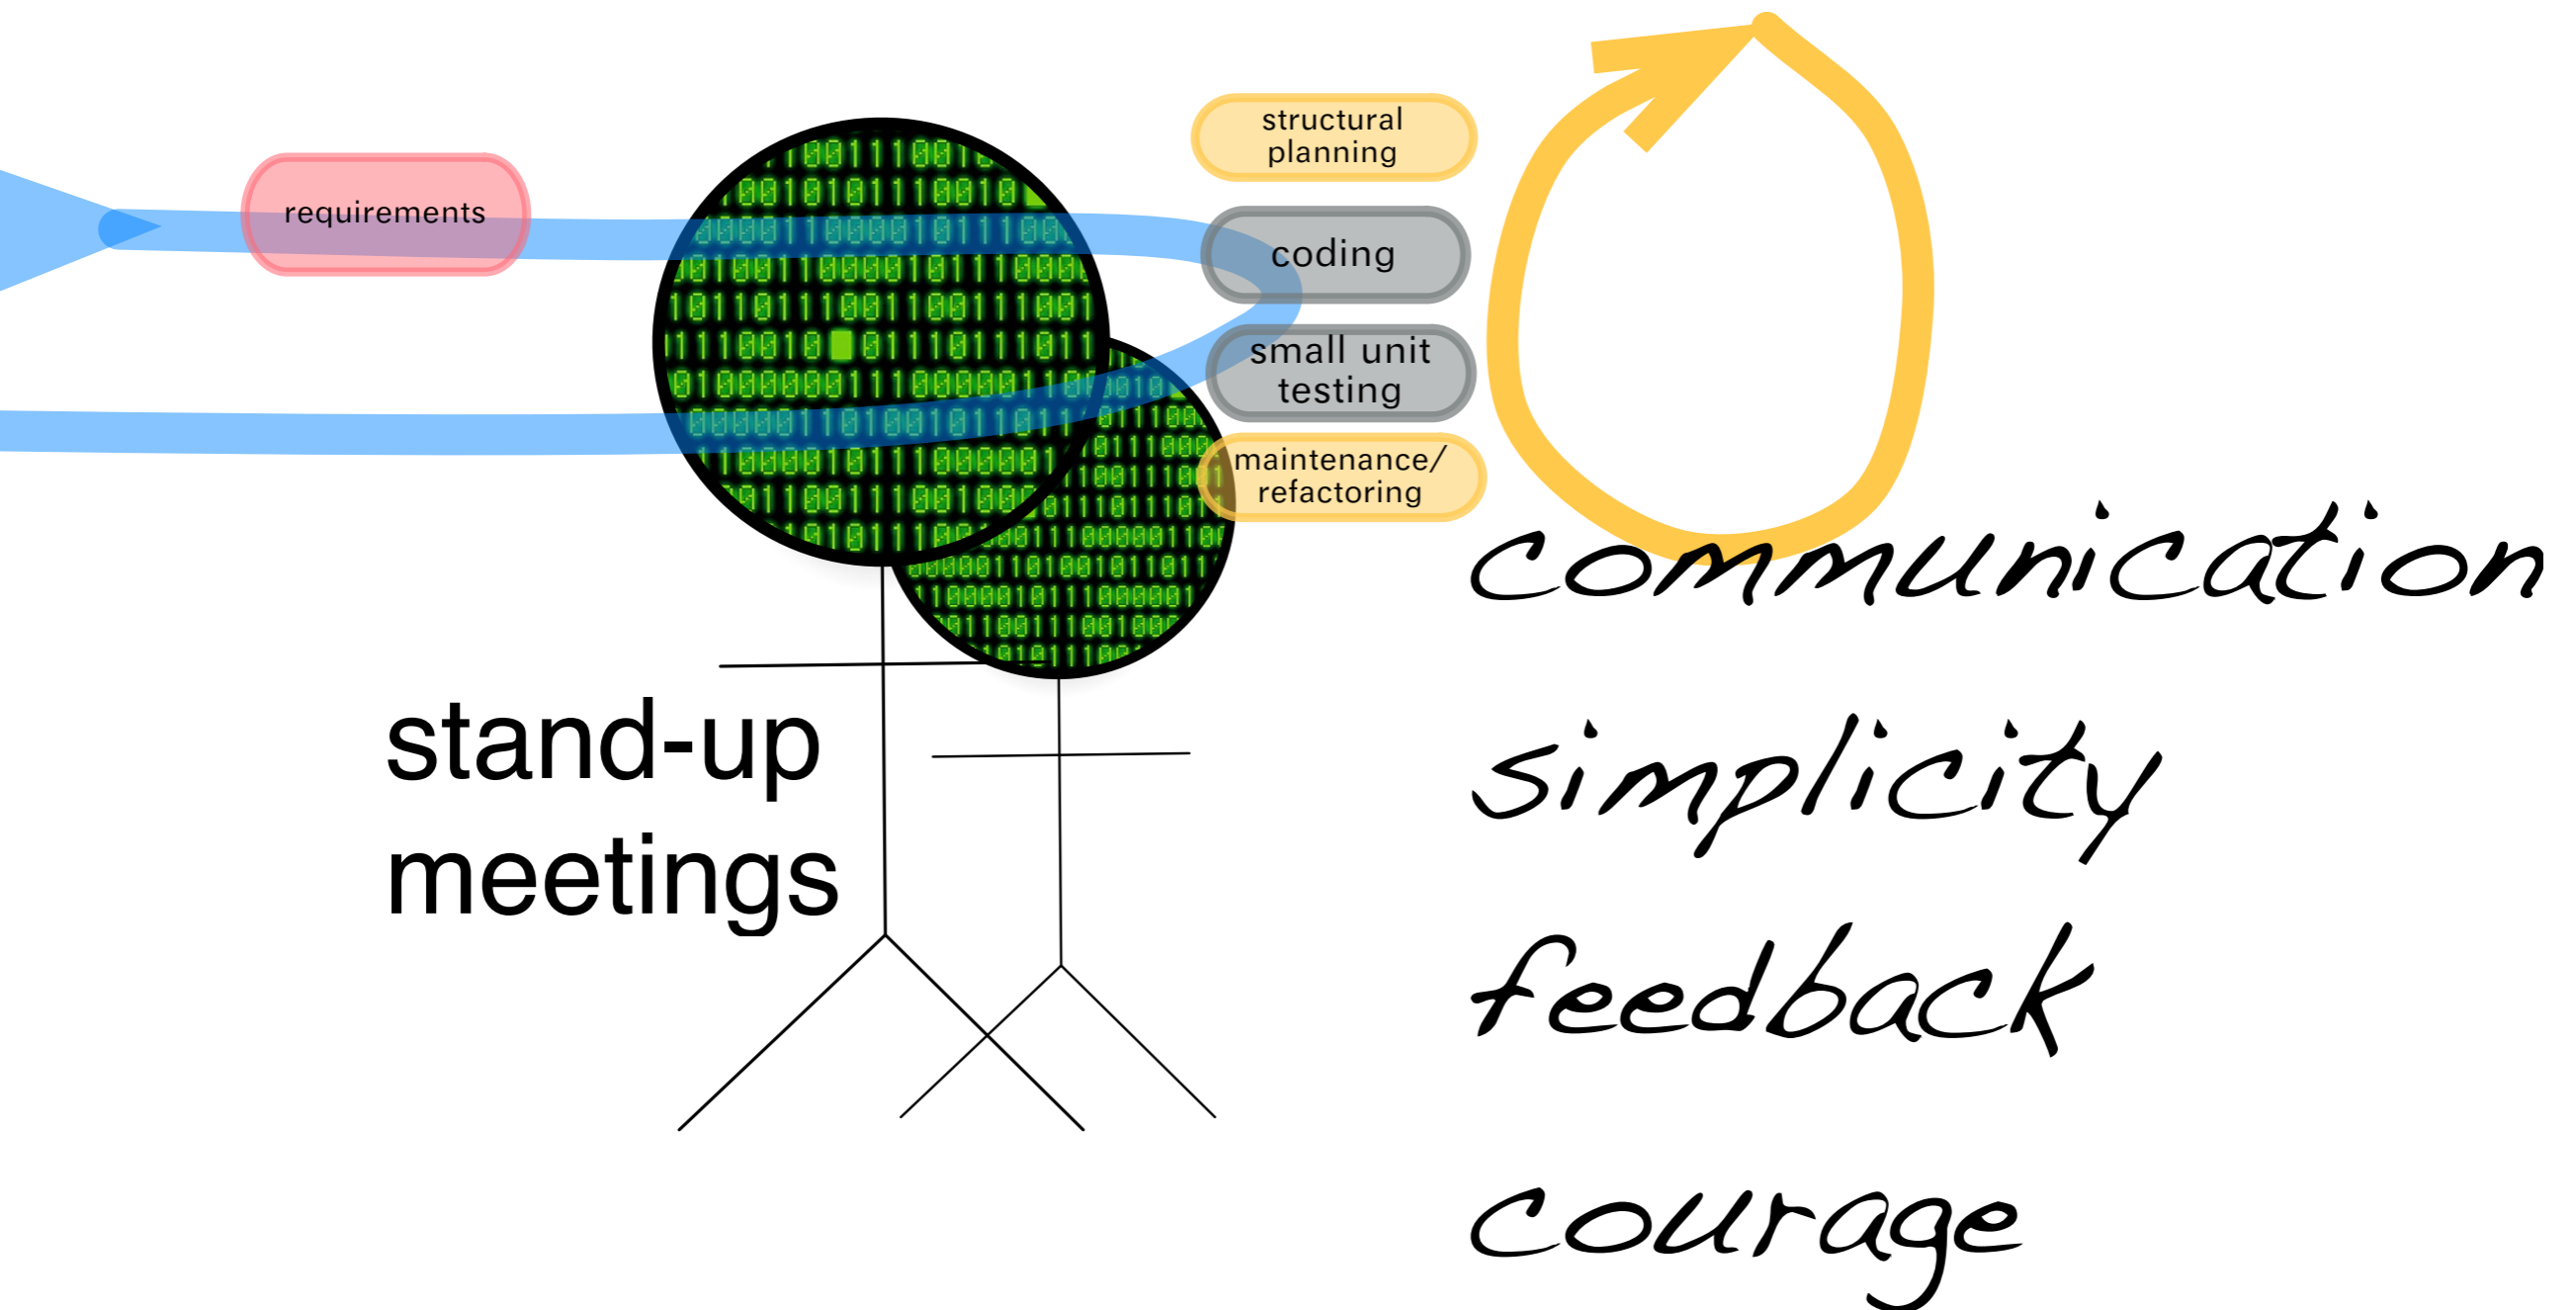 requirements
structural
planning
coding
small unit
testing
maintenance/
refactoring
stand-up
meetings
communication
simplicity
feedback
courage